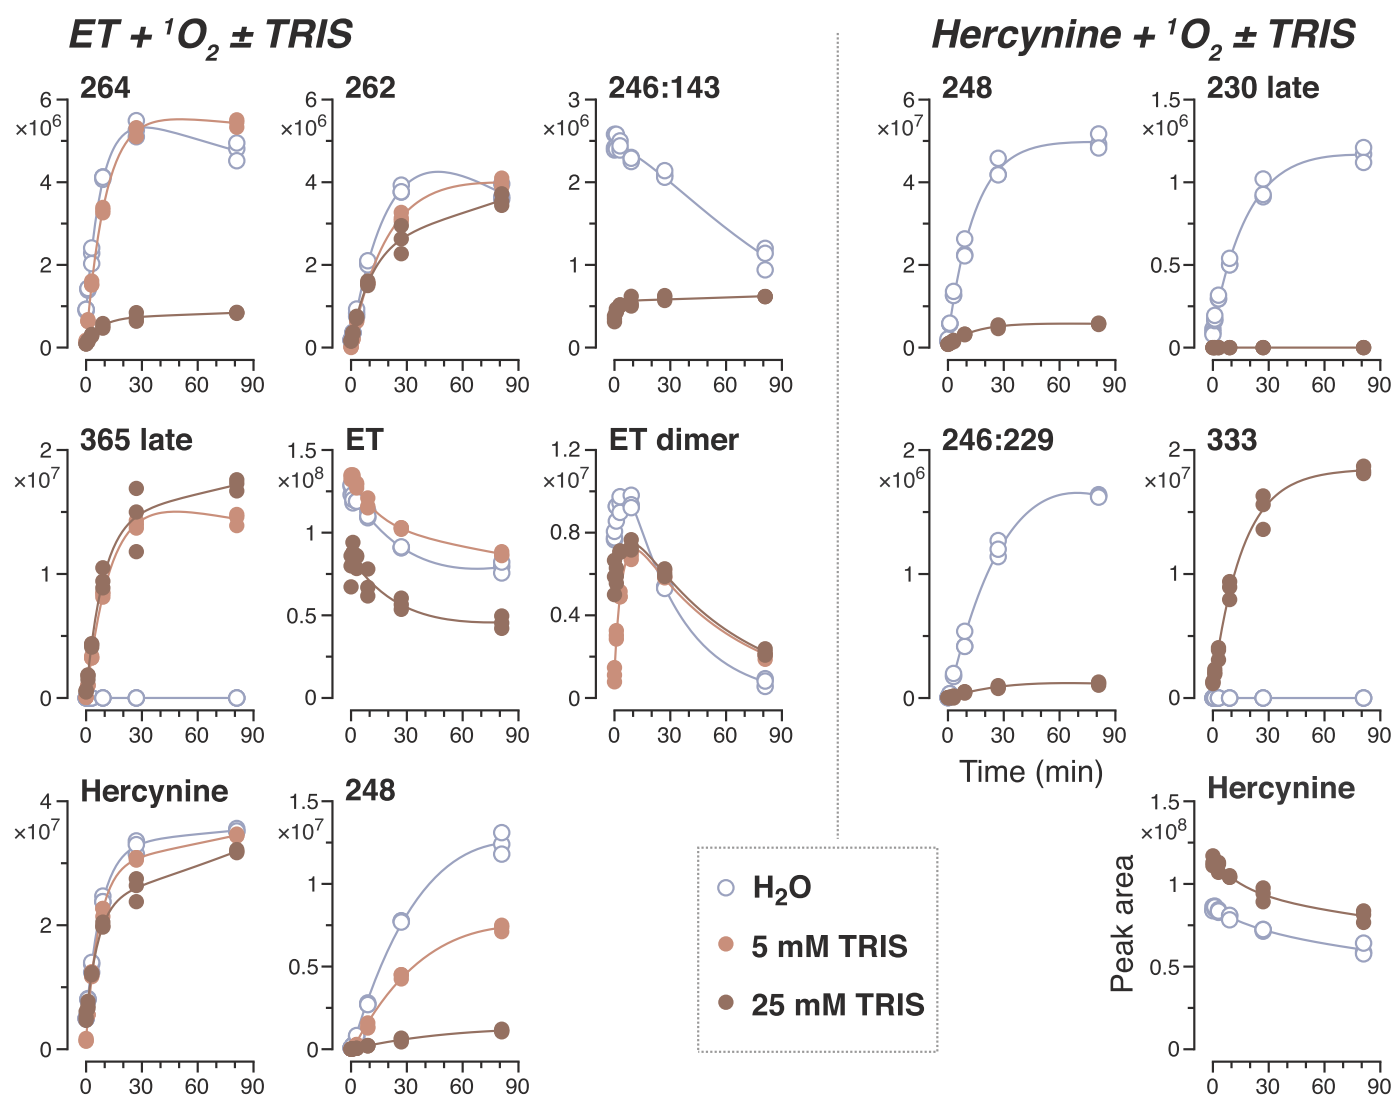 ET + ¹O₂ ± TRIS
Hercynine + ¹O₂ ± TRIS
264
6
×10⁶
4
2
0
0 30 60 90
262
6
×10⁶
4
2
0
0 30 60 90
246:143
3
×10⁶
2
1
0
0 30 60 90
248
6
×10⁷
4
2
0
0 30 60 90
230 late
1.5
×10⁶
1
0.5
0
0 30 60 90
365 late
2
×10⁷
1
0
0 30 60 90
ET
1.5
×10⁸
1
0.5
0
0 30 60 90
ET dimer
1.2
×10⁷
0.8
0.4
0
0 30 60 90
246:229
2
×10⁶
1
0
0 30 60 90
Time (min)
333
2
×10⁷
1
0
0 30 60 90
Hercynine
4
×10⁷
2
0
0 30 60 90
248
1.5
×10⁷
1
0.5
0
0 30 60 90
H₂O
5 mM TRIS
25 mM TRIS
Hercynine
1.5
×10⁸
1
0.5
0
Peak area
0 30 60 90